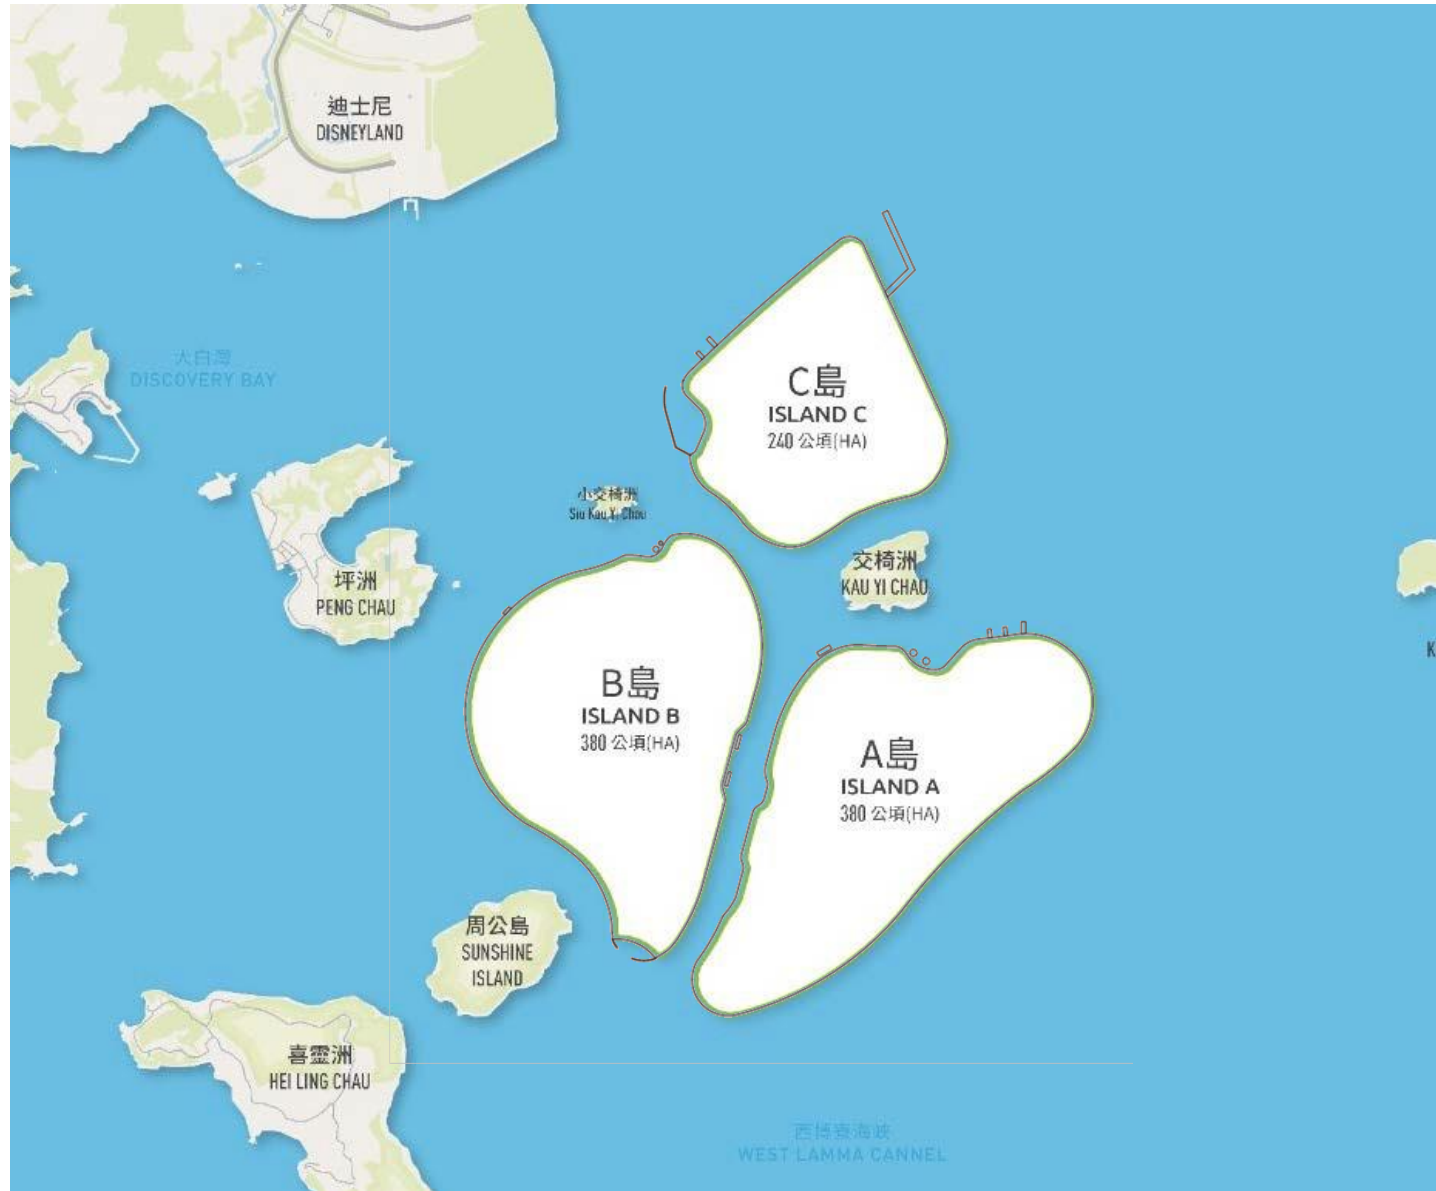 迪士尼
DISNEYLAND
大白灣
DISCOVERY BAY
C島
ISLAND C
240 公頃(HA)
小交椅洲
Siu Kau Yi Chau
交椅洲
KAU YI CHAU
坪洲
PENG CHAU
B島
ISLAND B
380 公頃(HA)
A島
ISLAND A
380 公頃(HA)
周公島
SUNSHINE
ISLAND
喜靈洲
HEI LING CHAU
西博寮海峽
WEST LAMMA CANNEL
K